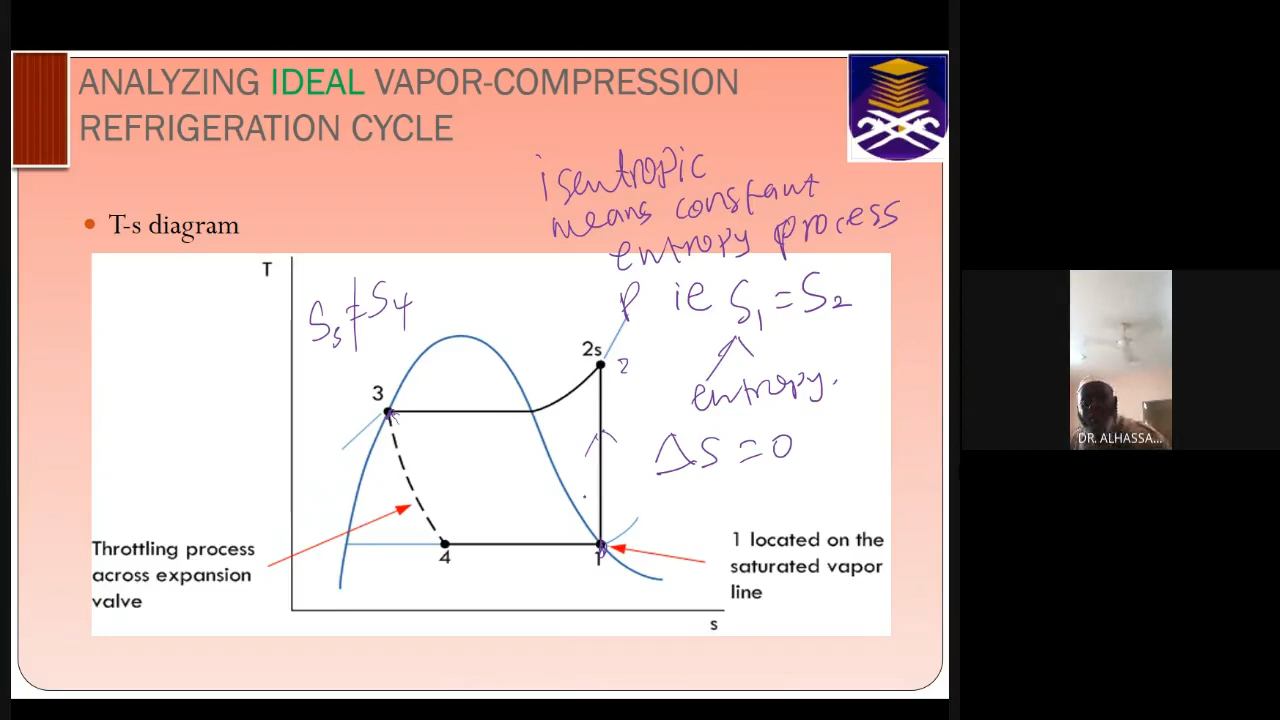 ANALYZING IDEAL VAPOR-COMPRESSION
REFRIGERATION CYCLE
isentropic
means constant
entropy process
• T-s diagram
T
S₃ ≠ S₄
P ie S₁ = S₂
2s
2
3
entropy.
ΔS = 0
DR. ALHASSA...
Throttling process
across expansion
valve
4
1
1 located on the
saturated vapor
line
s